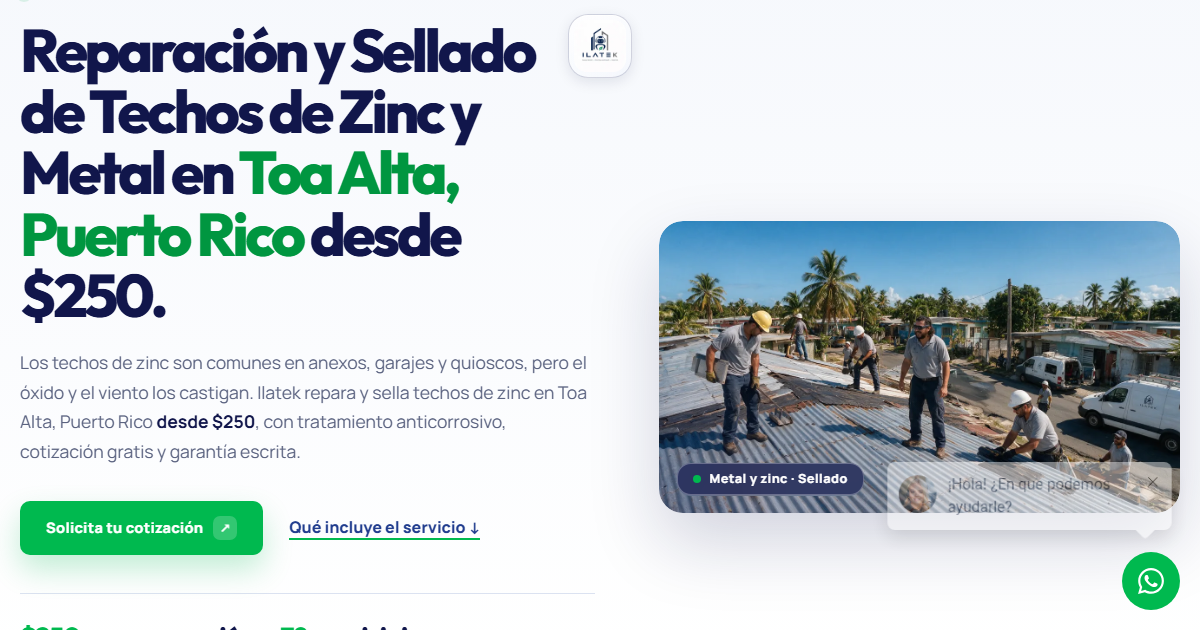 Reparación y Sellado
de Techos de Zinc y
Metal en Toa Alta,
Puerto Rico desde
$250.
ILATEK
Los techos de zinc son comunes en anexos, garajes y quioscos, pero el
óxido y el viento los castigan. Ilatek repara y sella techos de zinc en Toa
Alta, Puerto Rico desde $250, con tratamiento anticorrosivo,
cotización gratis y garantía escrita.
Solicita tu cotización ↗
Qué incluye el servicio ↓
Metal y zinc · Sellado
¡Hola! ¿En que podemos
ayudarle?